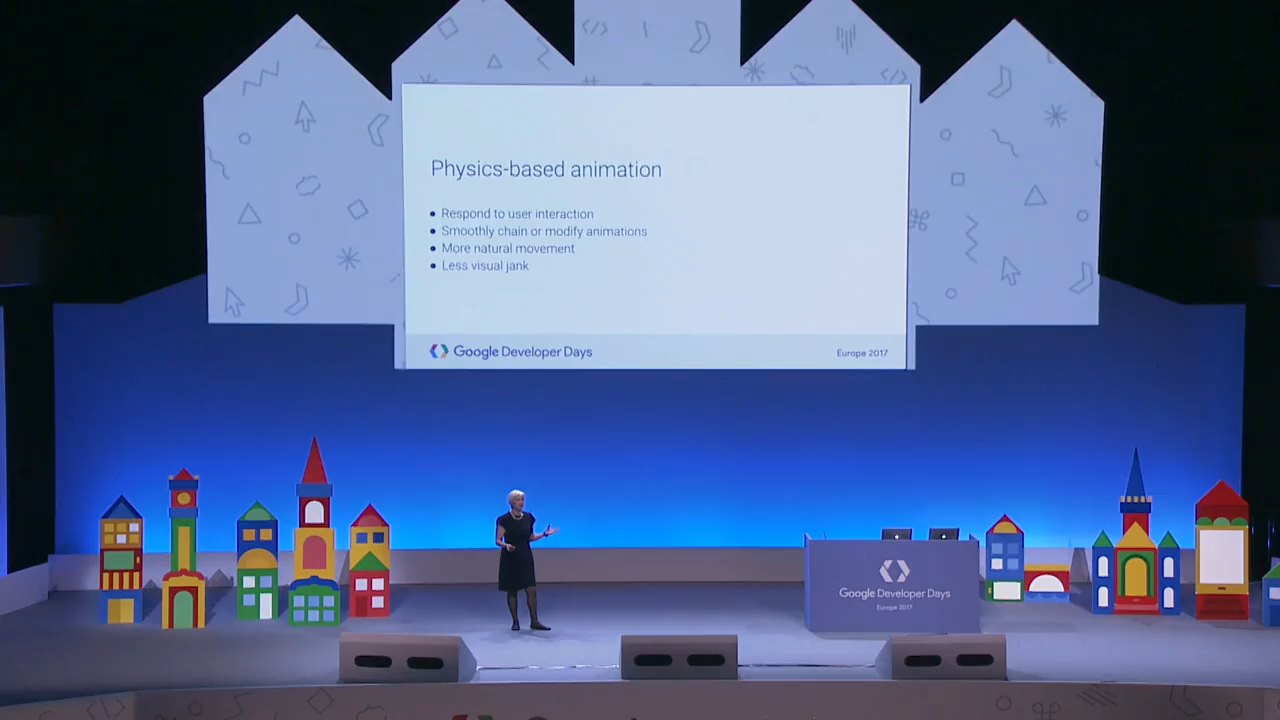 Physics-based animation
Respond to user interaction
Smoothly chain or modify animations
More natural movement
Less visual jank
Google Developer Days
Europe 2017
Google Developer Days
Europe 2017